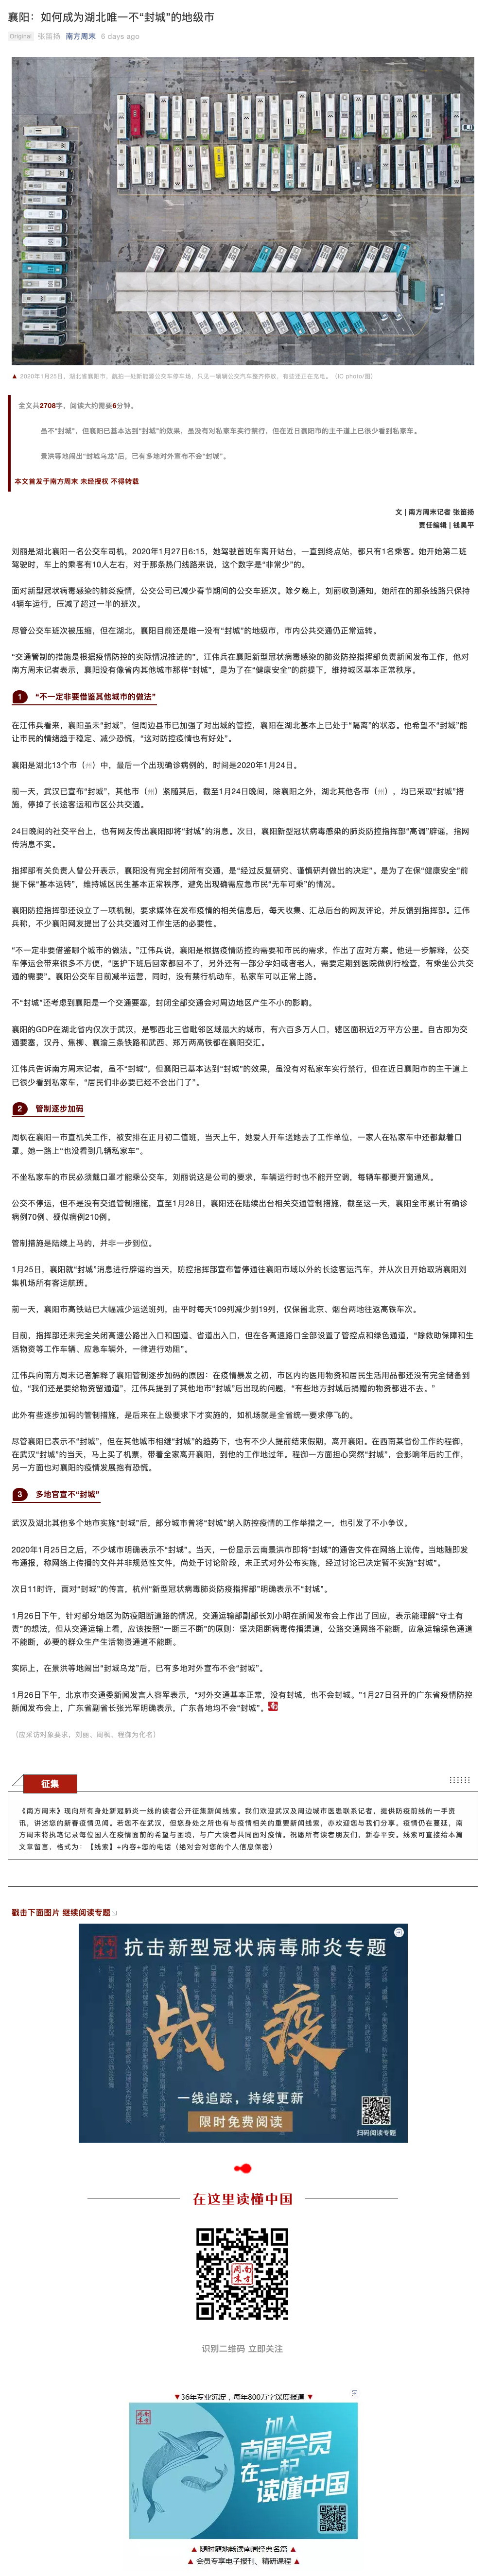 襄阳：如何成为湖北唯一不“封城”的地级市
Original 张笛扬 南方周末 6 days ago
▲ 2020年1月25日，湖北省襄阳市，航拍一处新能源公交车停车场，只见一辆辆公交汽车整齐停放，有些还正在充电。（IC photo/图）
全文共2708字，阅读大约需要6分钟。
虽不“封城”，但襄阳已基本达到“封城”的效果，虽没有对私家车实行禁行，但在近日襄阳市的主干道上已很少看到私家车。
景洪等地闹出“封城乌龙”后，已有多地对外宣布不会“封城”。
本文首发于南方周末 未经授权 不得转载
文 | 南方周末记者 张笛扬
责任编辑 | 钱昊平
刘丽是湖北襄阳一名公交车司机，2020年1月27日6:15，她驾驶首班车离开站台，一直到终点站，都只有1名乘客。她开始第二班
驾驶时，车上的乘客有10人左右，对于那条热门线路来说，这个数字是“非常少”的。
面对新型冠状病毒感染的肺炎疫情，公交公司已减少春节期间的公交车班次。除夕晚上，刘丽收到通知，她所在的那条线路只保持
4辆车运行，压减了超过一半的班次。
尽管公交车班次被压缩，但在湖北，襄阳目前还是唯一没有“封城”的地级市，市内公共交通仍正常运转。
“交通管制的措施是根据疫情防控的实际情况推进的”，江伟兵在襄阳新型冠状病毒感染的肺炎防控指挥部负责新闻发布工作，他对
南方周末记者表示，襄阳没有像省内其他城市那样“封城”，是为了在“健康安全”的前提下，维持城区基本正常秩序。
1 “不一定非要借鉴其他城市的做法”
在江伟兵看来，襄阳虽未“封城”，但周边县市已加强了对出城的管控，襄阳在湖北基本上已处于“隔离”的状态。他希望不“封城”能
让市民的情绪趋于稳定、减少恐慌，“这对防控疫情也有好处”。
襄阳是湖北13个市（州）中，最后一个出现确诊病例的，时间是2020年1月24日。
前一天，武汉已宣布“封城”，其他市（州）紧随其后，截至1月24日晚间，除襄阳之外，湖北其他各市（州），均已采取“封城”措
施，停掉了长途客运和市区公共交通。
24日晚间的社交平台上，也有网友传出襄阳即将“封城”的消息。次日，襄阳新型冠状病毒感染的肺炎防控指挥部“高调”辟谣，指网
传消息不实。
指挥部有关负责人曾公开表示，襄阳没有完全封闭所有交通，是“经过反复研究、谨慎研判做出的决定”。是为了在保“健康安全”前
提下保“基本运转”，维持城区民生基本正常秩序，避免出现确需应急市民“无车可乘”的情况。
襄阳防控指挥部还设立了一项机制，要求媒体在发布疫情的相关信息后，每天收集、汇总后台的网友评论，并反馈到指挥部。江伟
兵称，不少襄阳网友提出了公共交通对工作生活的必要性。
“不一定非要借鉴哪个城市的做法。”江伟兵说，襄阳是根据疫情防控的需要和市民的需求，作出了应对方案。他进一步解释，公交
车停运会带来很多不方便，“医护下班后回家都回不了，另外还有一部分孕妇或者老人，需要定期到医院做例行检查，有乘坐公共交
通的需要”。襄阳公交车目前减半运营，同时，没有禁行机动车，私家车可以正常上路。
不“封城”还考虑到襄阳是一个交通要塞，封闭全部交通会对周边地区产生不小的影响。
襄阳的GDP在湖北省内仅次于武汉，是鄂西北三省毗邻区域最大的城市，有六百多万人口，辖区面积近2万平方公里。自古即为交
通要塞，汉丹、焦柳、襄渝三条铁路和武西、郑万两高铁都在襄阳交汇。
江伟兵告诉南方周末记者，虽不“封城”，但襄阳已基本达到“封城”的效果，虽没有对私家车实行禁行，但在近日襄阳市的主干道上
已很少看到私家车，“居民们非必要已经不会出门了”。
2 管制逐步加码
周枫在襄阳一市直机关工作，被安排在正月初二值班，当天上午，她爱人开车送她去了工作单位，一家人在私家车中还都戴着口
罩。她一路上“也没看到几辆私家车”。
不坐私家车的市民必须戴口罩才能乘公交车，刘丽说这是公司的要求，车辆运行时也不能开空调，每辆车都要开窗通风。
公交不停运，但不是没有交通管制措施，直至1月28日，襄阳还在陆续出台相关交通管制措施，截至这一天，襄阳全市累计有确诊
病例70例、疑似病例210例。
管制措施是陆续上马的，并非一步到位。
1月25日，襄阳就“封城”消息进行辟谣的当天，防控指挥部宣布暂停通往襄阳市域以外的长途客运汽车，并从次日开始取消襄阳刘
集机场所有客运航班。
前一天，襄阳市高铁站已大幅减少运送班列，由平时每天109列减少到19列，仅保留北京、烟台两地往返高铁车次。
目前，指挥部还未完全关闭高速公路出入口和国道、省道出入口，但在各高速路口全部设置了管控点和绿色通道，“除救助保障和生
活物资等工作车辆、应急车辆外，一律进行劝阻”。
江伟兵向南方周末记者解释了襄阳管制逐步加码的原因：在疫情暴发之初，市区内的医用物资和居民生活用品都还没有完全储备到
位，“我们还是要给物资留通道”，江伟兵提到了其他地市“封城”后出现的问题，“有些地方封城后捐赠的物资都进不去。”
此外有些逐步加码的管制措施，是后来在上级要求下才实施的，如机场就是全省统一要求停飞的。
尽管襄阳已表示不“封城”，但在其他城市相继“封城”的趋势下，也有不少人提前结束假期，离开襄阳。在西南某省份工作的程御，
在武汉“封城”的当天，马上买了机票，带着全家离开襄阳，到他的工作地过年。程御一方面担心突然“封城”，会影响年后的工作，
另一方面也对襄阳的疫情发展抱有恐慌。
3 多地官宣不“封城”
武汉及湖北其他多个地市实施“封城”后，部分城市曾将“封城”纳入防控疫情的工作举措之一，也引发了不小争议。
2020年1月25日之后，不少城市明确表示不“封城”。当天，一份显示云南景洪市即将“封城”的通告文件在网络上流传。当地随即发
布通报，称网络上传播的文件并非规范性文件，尚处于讨论阶段，未正式对外公布实施，经过讨论已决定暂不实施“封城”。
次日11时许，面对“封城”的传言，杭州“新型冠状病毒肺炎防疫指挥部”明确表示不“封城”。
1月26日下午，针对部分地区为防疫阻断道路的情况，交通运输部副部长刘小明在新闻发布会上作出了回应，表示能理解“守土有
责”的想法，但从交通运输上看，应该按照“一断三不断”的原则：坚决阻断病毒传播渠道，公路交通网络不能断，应急运输绿色通道
不能断，必要的群众生产生活物资通道不能断。
实际上，在景洪等地闹出“封城乌龙”后，已有多地对外宣布不会“封城”。
1月26日下午，北京市交通委新闻发言人容军表示，“对外交通基本正常，没有封城，也不会封城。”1月27日召开的广东省疫情防控
新闻发布会上，广东省副省长张光军明确表示，广东各地均不会“封城”。
（应采访对象要求，刘丽、周枫、程御为化名）
征集
《南方周末》现向所有身处新冠肺炎一线的读者公开征集新闻线索。我们欢迎武汉及周边城市医患联系记者，提供防疫前线的一手资
讯，讲述您的新春疫情见闻。若您不在武汉，但您身处之所也有与疫情相关的重要新闻线索，亦欢迎您与我们分享。疫情仍在蔓延，南
方周末将执笔记录每位国人在疫情面前的希望与困境，与广大读者共同面对疫情。祝愿所有读者朋友们，新春平安。线索可直接给本篇
文章留言，格式为：【线索】+内容+您的电话（绝对会对您的个人信息保密）
戳击下面图片 继续阅读专题
抗击新型冠状病毒肺炎专题
战疫
一线追踪，持续更新
限时免费阅读
扫码阅读专题
在这里读懂中国
南方周末
识别二维码 立即关注
▼36年专业沉淀，每年800万字深度报道▼
加入
南周会员
在一起
读懂中国
▲ 随时随地畅读南周经典名篇 ▲
▲ 会员专享电子报刊、精研课程 ▲